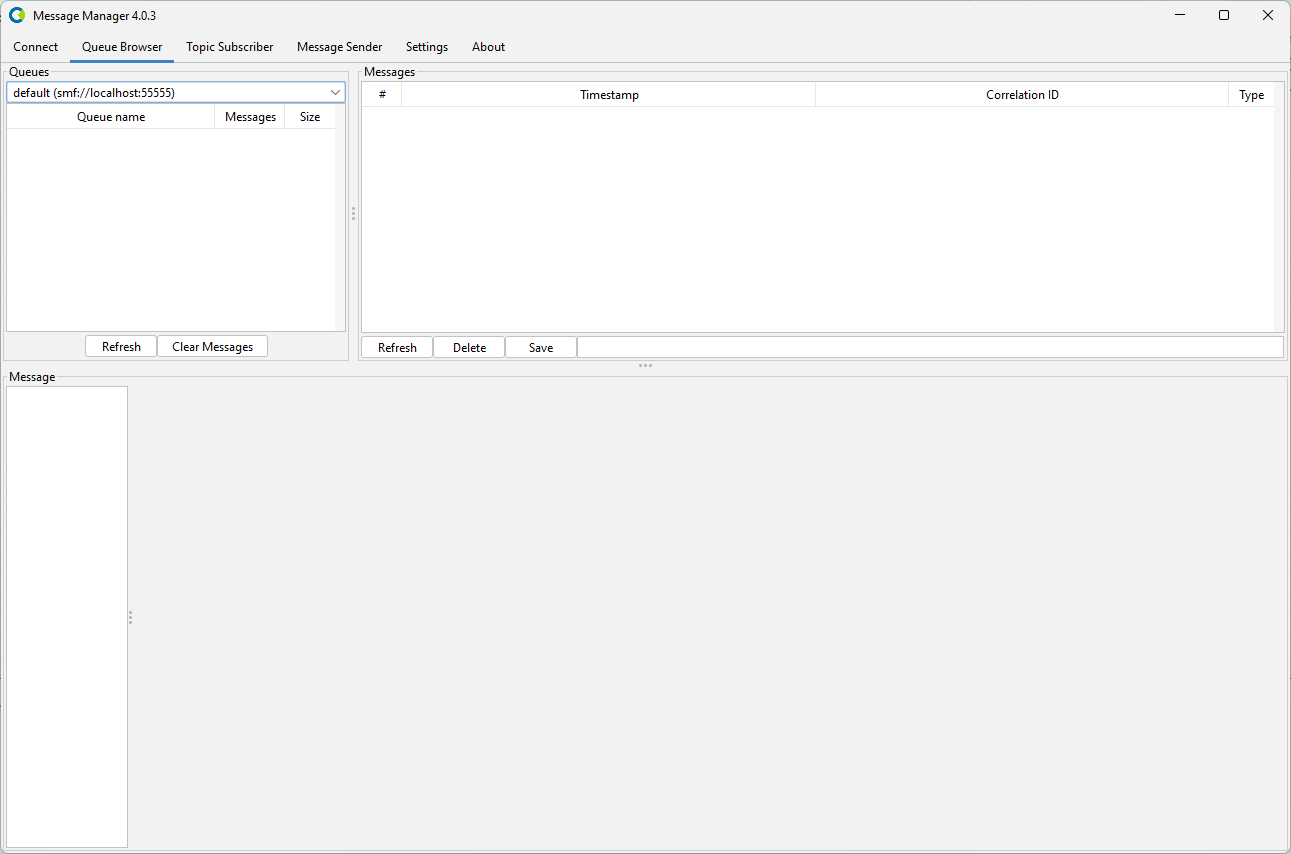 Message Manager 4.0.3
Connect Queue Browser Topic Subscriber Message Sender Settings About
Queues
default (smf://localhost:55555)
Queue name Messages Size
Refresh Clear Messages
Messages
# Timestamp Correlation ID Type
Refresh Delete Save
Message